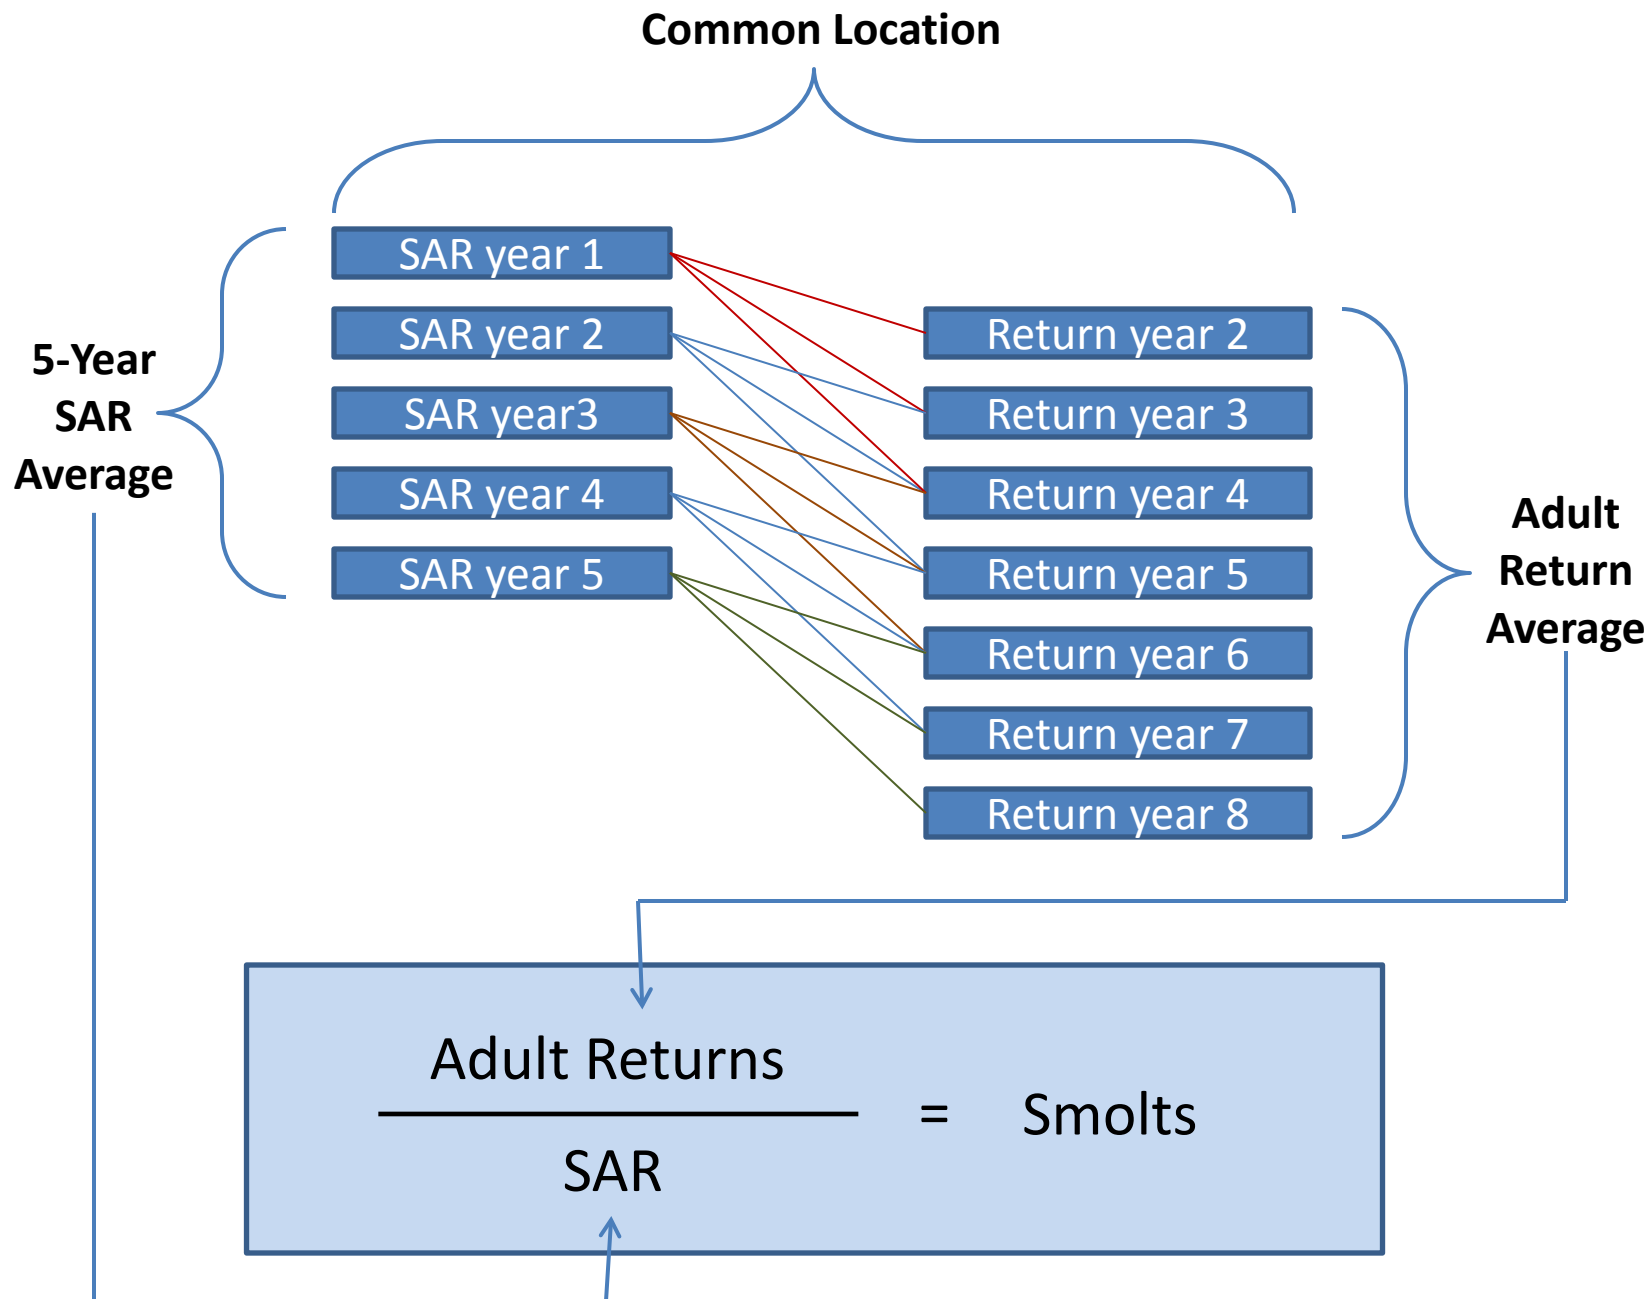 Common Location
5-Year
SAR
Average
SAR year 1
SAR year 2
SAR year3
SAR year 4
SAR year 5
Return year 2
Return year 3
Return year 4
Return year 5
Return year 6
Return year 7
Return year 8
Adult
Return
Average
Adult Returns
SAR
= Smolts